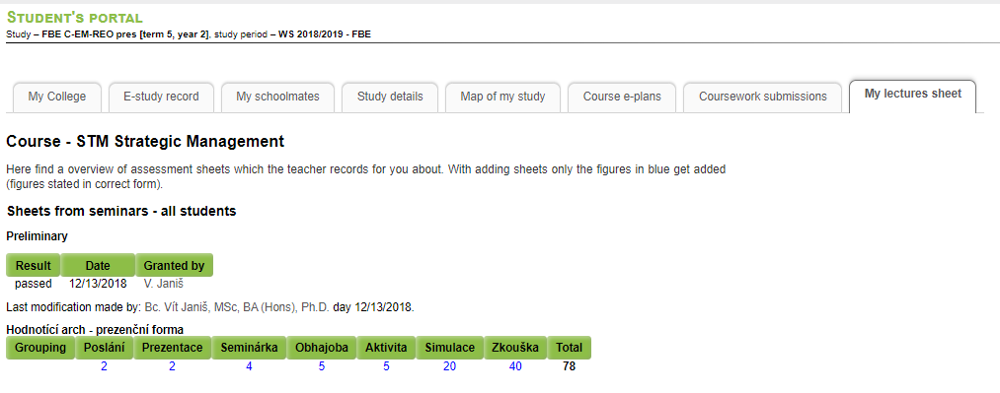 STUDENT'S PORTAL
Study – FBE C-EM-REO pres [term 5, year 2], study period – WS 2018/2019 - FBE
My College E-study record My schoolmates Study details Map of my study Course e-plans Coursework submissions My lectures sheet
Course - STM Strategic Management
Here find a overview of assessment sheets which the teacher records for you about. With adding sheets only the figures in blue get added
(figures stated in correct form).
Sheets from seminars - all students
Preliminary
Result Date Granted by
passed 12/13/2018 V. Janiš
Last modification made by: Bc. Vít Janiš, MSc, BA (Hons), Ph.D. day 12/13/2018.
Hodnotící arch - prezenční forma
Grouping Poslání Prezentace Seminárka Obhajoba Aktivita Simulace Zkouška Total
2 2 4 5 5 20 40 78